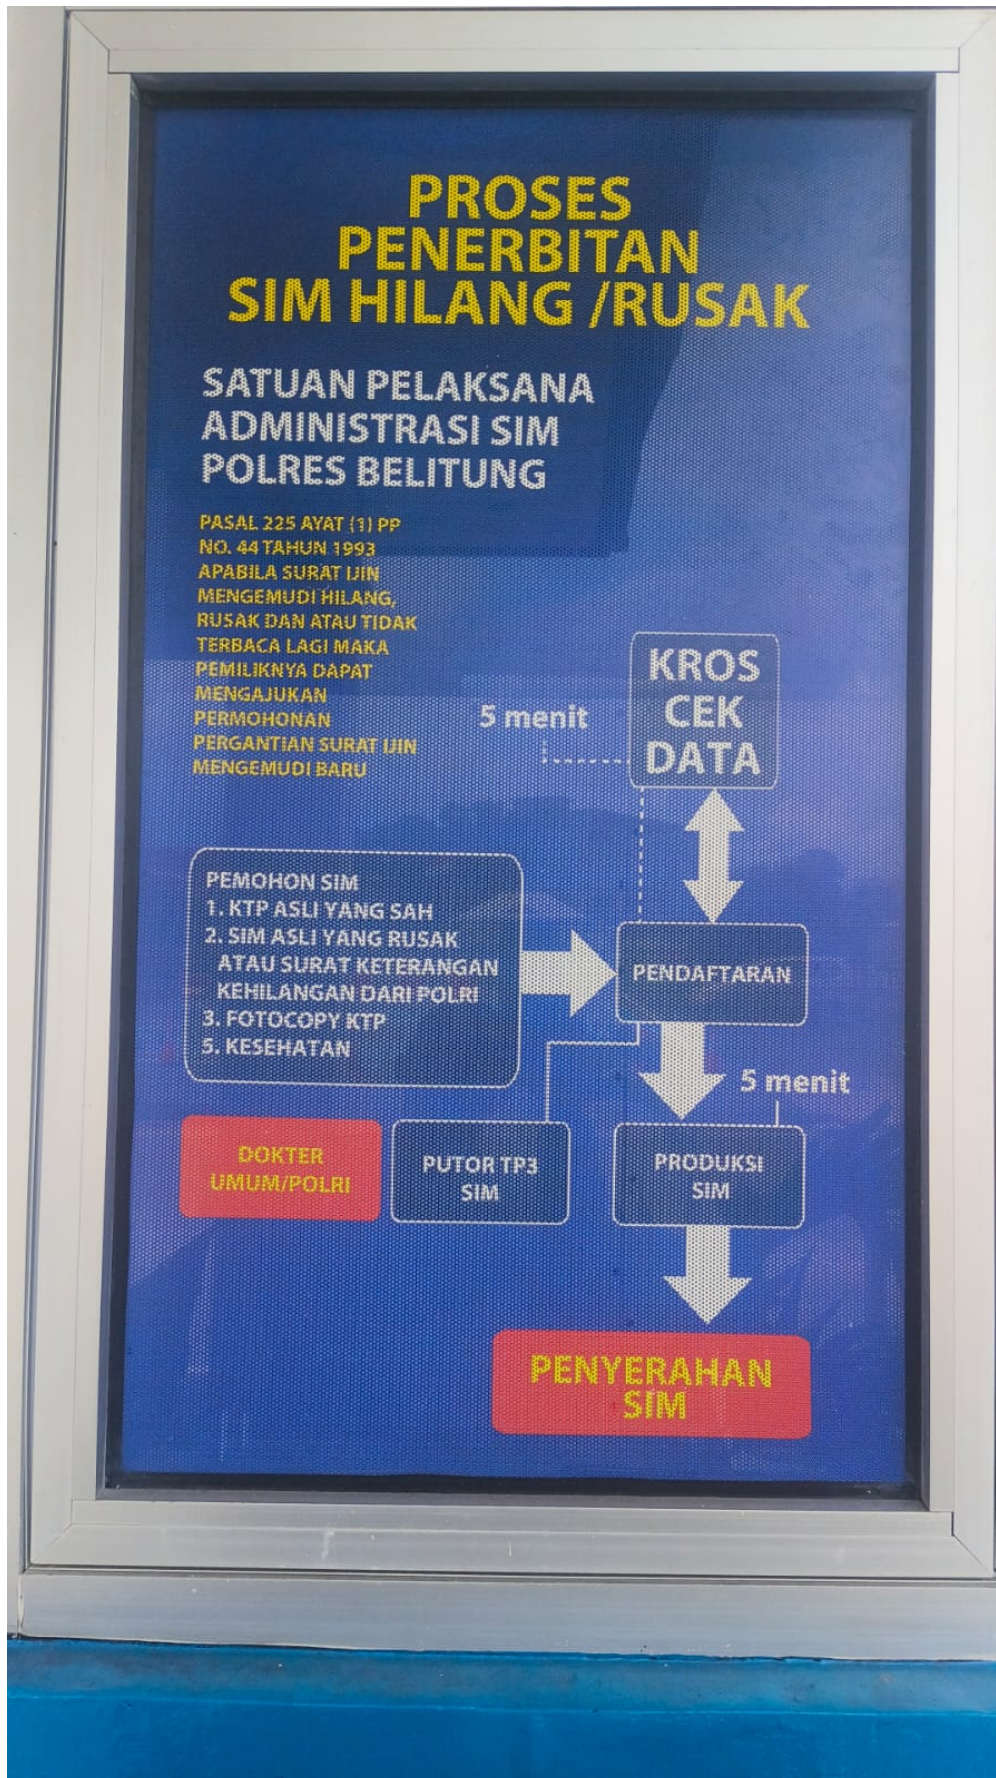 PROSES
PENERBITAN
SIM HILANG /RUSAK
SATUAN PELAKSANA
ADMINISTRASI SIM
POLRES BELITUNG
PASAL 225 AYAT (1) PP
NO. 44 TAHUN 1993
APABILA SURAT IJIN
MENGEMUDI HILANG,
RUSAK DAN ATAU TIDAK
TERBACA LAGI MAKA
PEMILIKNYA DAPAT
MENGAJUKAN
PERMOHONAN
PERGANTIAN SURAT IJIN
MENGEMUDI BARU
5 menit
KROS
CEK
DATA
PEMOHON SIM
1. KTP ASLI YANG SAH
2. SIM ASLI YANG RUSAK
ATAU SURAT KETERANGAN
KEHILANGAN DARI POLRI
3. FOTOCOPY KTP
5. KESEHATAN
PENDAFTARAN
5 menit
DOKTER
UMUM/POLRI
PUTOR TP3
SIM
PRODUKSI
SIM
PENYERAHAN
SIM